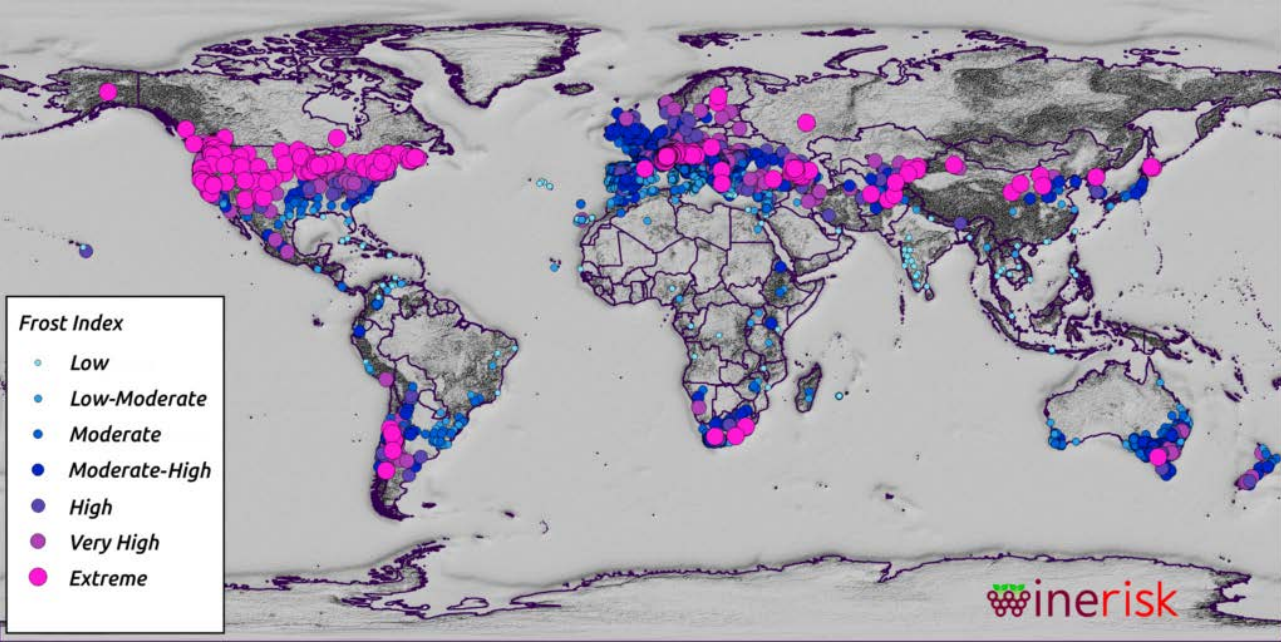 Frost Index
Low
Low-Moderate
Moderate
Moderate-High
High
Very High
Extreme
winerisk